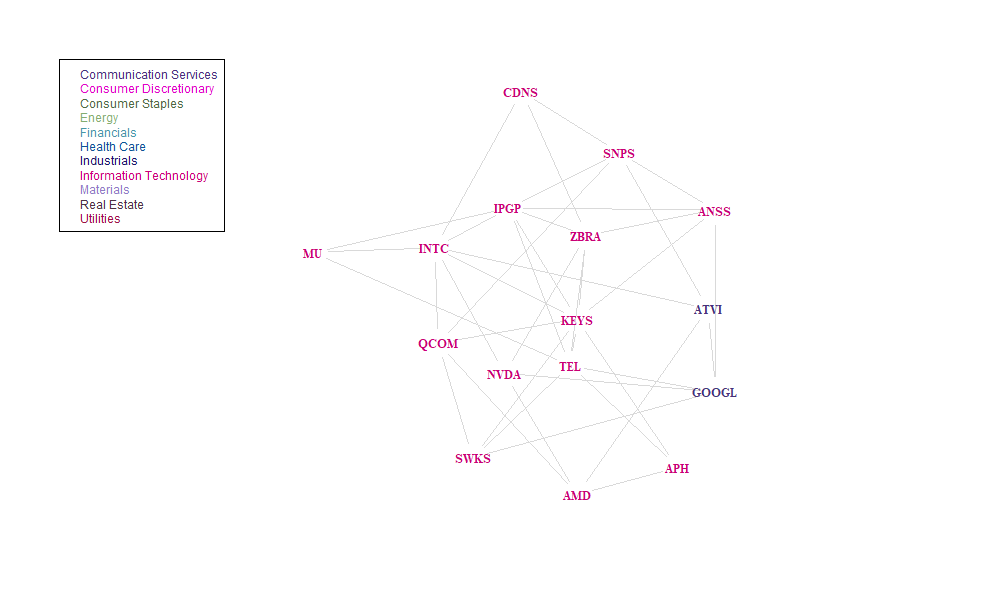 Communication Services
Consumer Discretionary
Consumer Staples
Energy
Financials
Health Care
Industrials
Information Technology
Materials
Real Estate
Utilities
CDNS
SNPS
IPGP
ANSS
ZBRA
INTC
MU
ATVI
KEYS
QCOM
TEL
NVDA
GOOGL
SWKS
APH
AMD